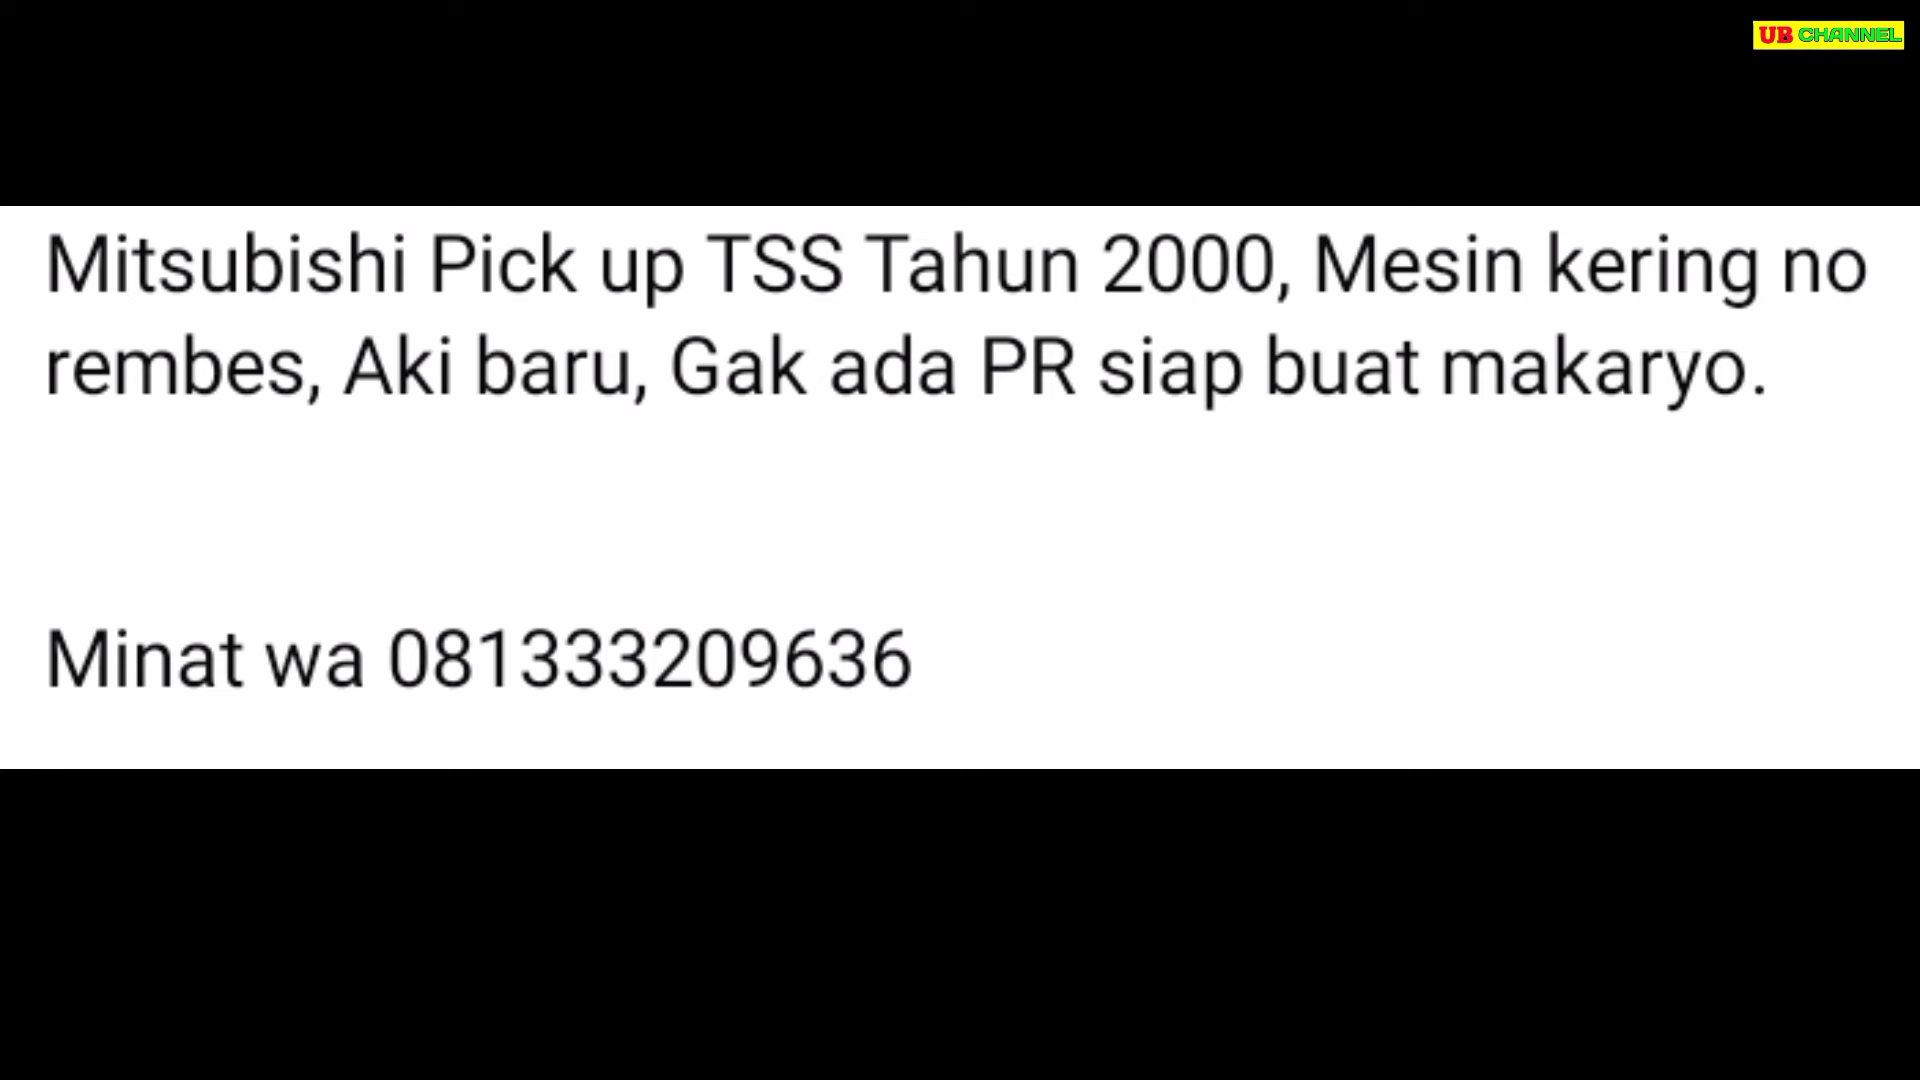 UB CHANNEL
Mitsubishi Pick up TSS Tahun 2000, Mesin kering no
rembes, Aki baru, Gak ada PR siap buat makaryo.
Minat wa 081333209636